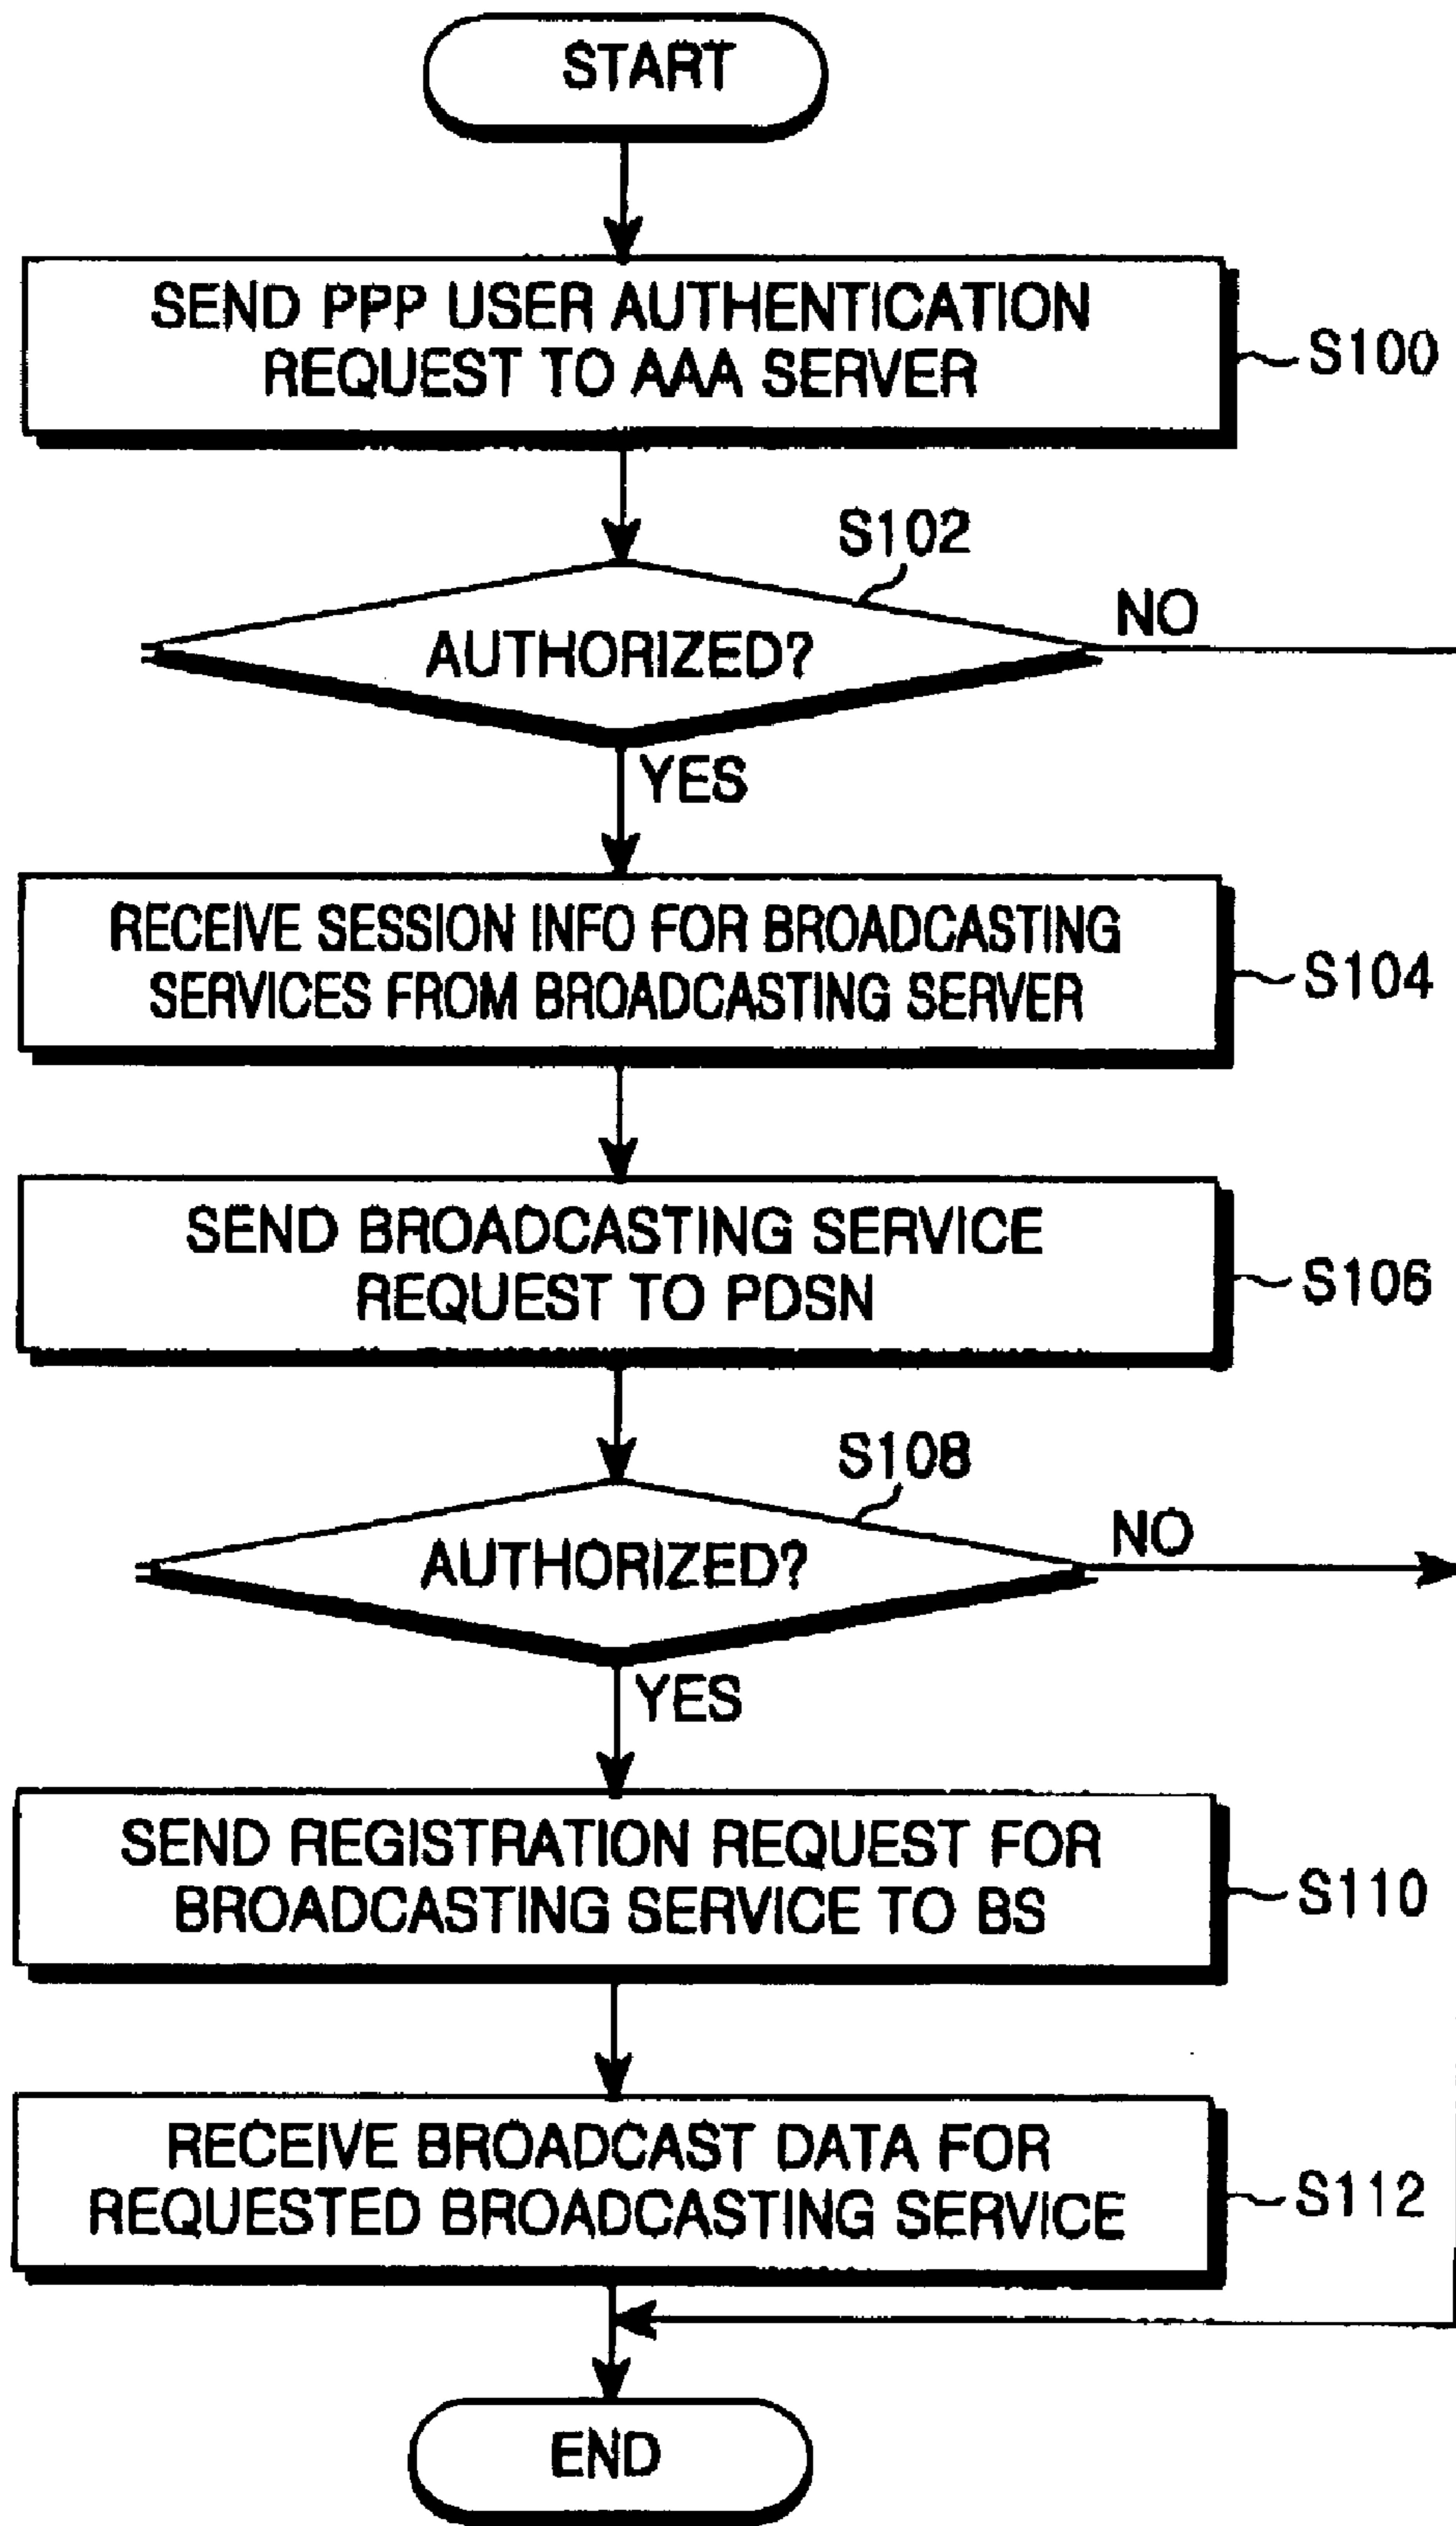 START
SEND PPP USER AUTHENTICATION
REQUEST TO AAA SERVER
S100
S102
AUTHORIZED?
NO
YES
RECEIVE SESSION INFO FOR BROADCASTING
SERVICES FROM BROADCASTING SERVER
S104
SEND BROADCASTING SERVICE
REQUEST TO PDSN
S106
S108
AUTHORIZED?
NO
YES
SEND REGISTRATION REQUEST FOR
BROADCASTING SERVICE TO BS
S110
RECEIVE BROADCAST DATA FOR
REQUESTED BROADCASTING SERVICE
S112
END